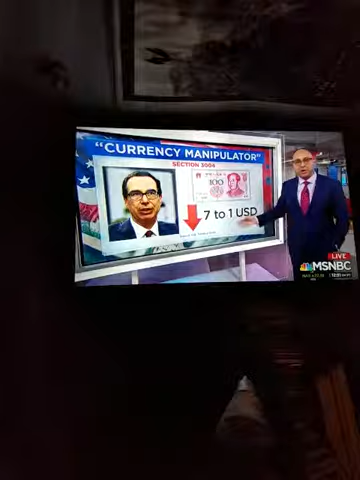 "CURRENCY MANIPULATOR"
SECTION 3004
100
7 to 1 USD
LIVE
MSNBC